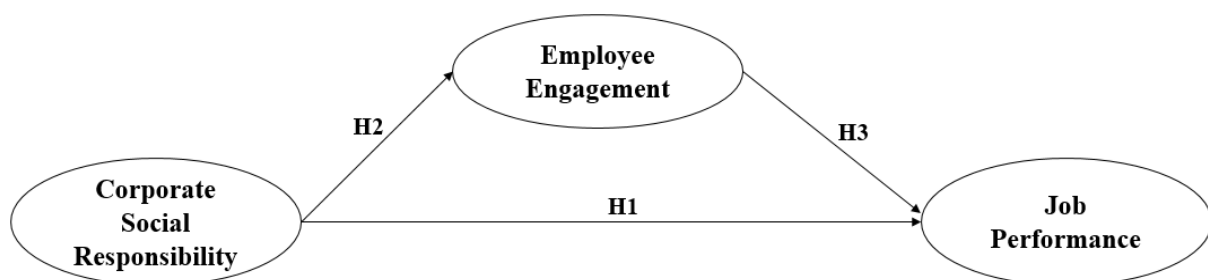 Employee
Engagement
H2
H3
Corporate
Social
Responsibility
H1
Job
Performance